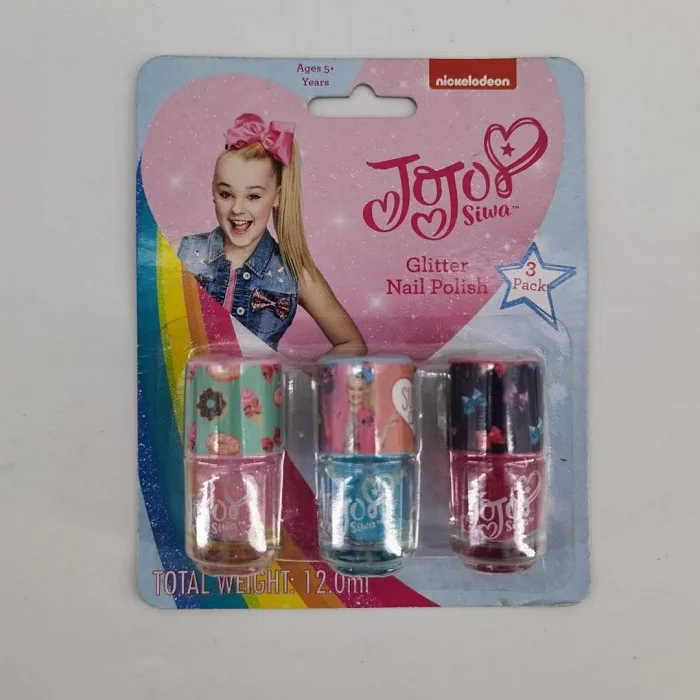 Ages 5+
Years
nickelodeon
JoJo
Siwa™
Glitter
Nail Polish
3
Pack
JoJo
Siwa
JoJo
Siwa
JoJo
Siwa
TOTAL WEIGHT: 12.0ml